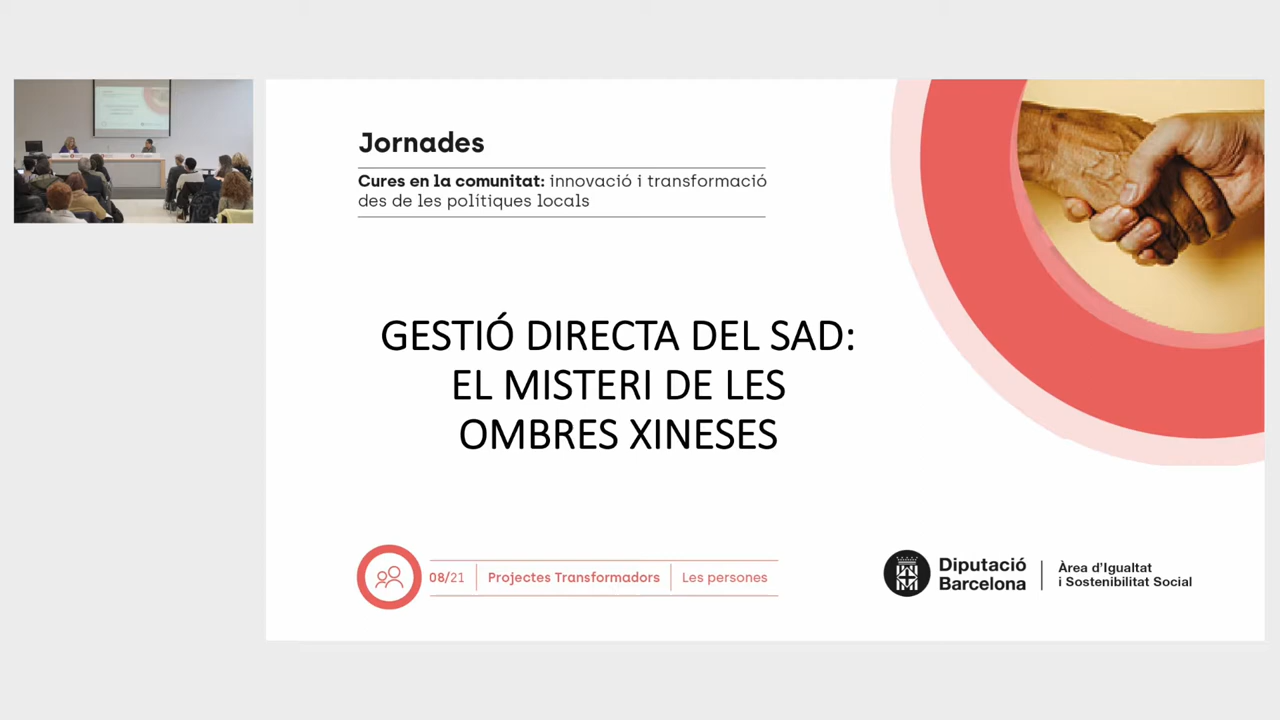 Jornades
Cures en la comunitat: innovació i transformació
des de les polítiques locals
GESTIÓ DIRECTA DEL SAD:
EL MISTERI DE LES
OMBRES XINESES
08/21 Projectes Transformadors Les persones
Diputació
Barcelona
Àrea d'Igualtat
i Sostenibilitat Social